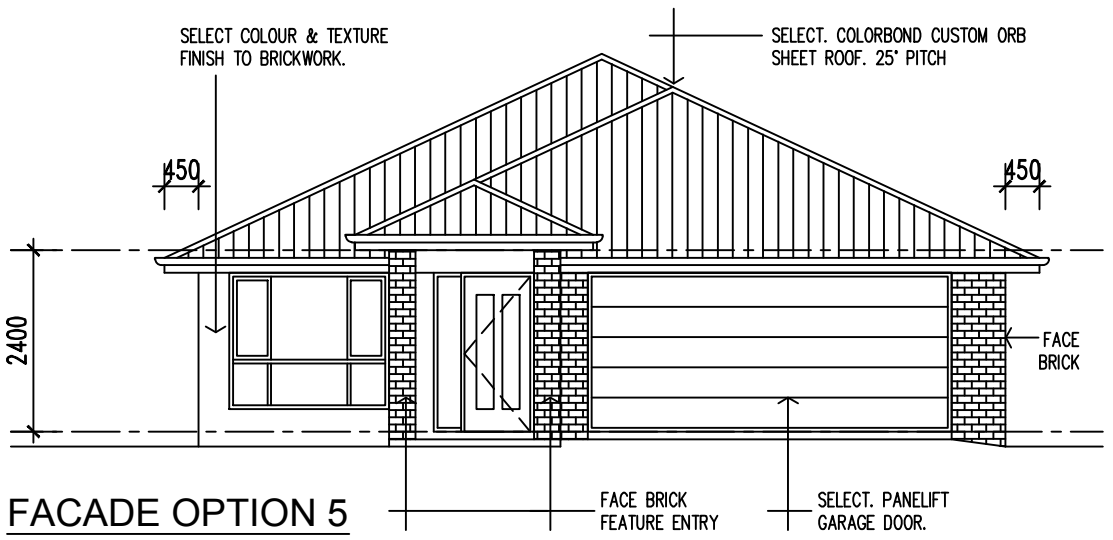 SELECT COLOUR & TEXTURE
FINISH TO BRICKWORK.
SELECT. COLORBOND CUSTOM ORB
SHEET ROOF. 25° PITCH
450
450
2400
FACE
BRICK
FACADE OPTION 5
FACE BRICK
FEATURE ENTRY
SELECT. PANELIFT
GARAGE DOOR.